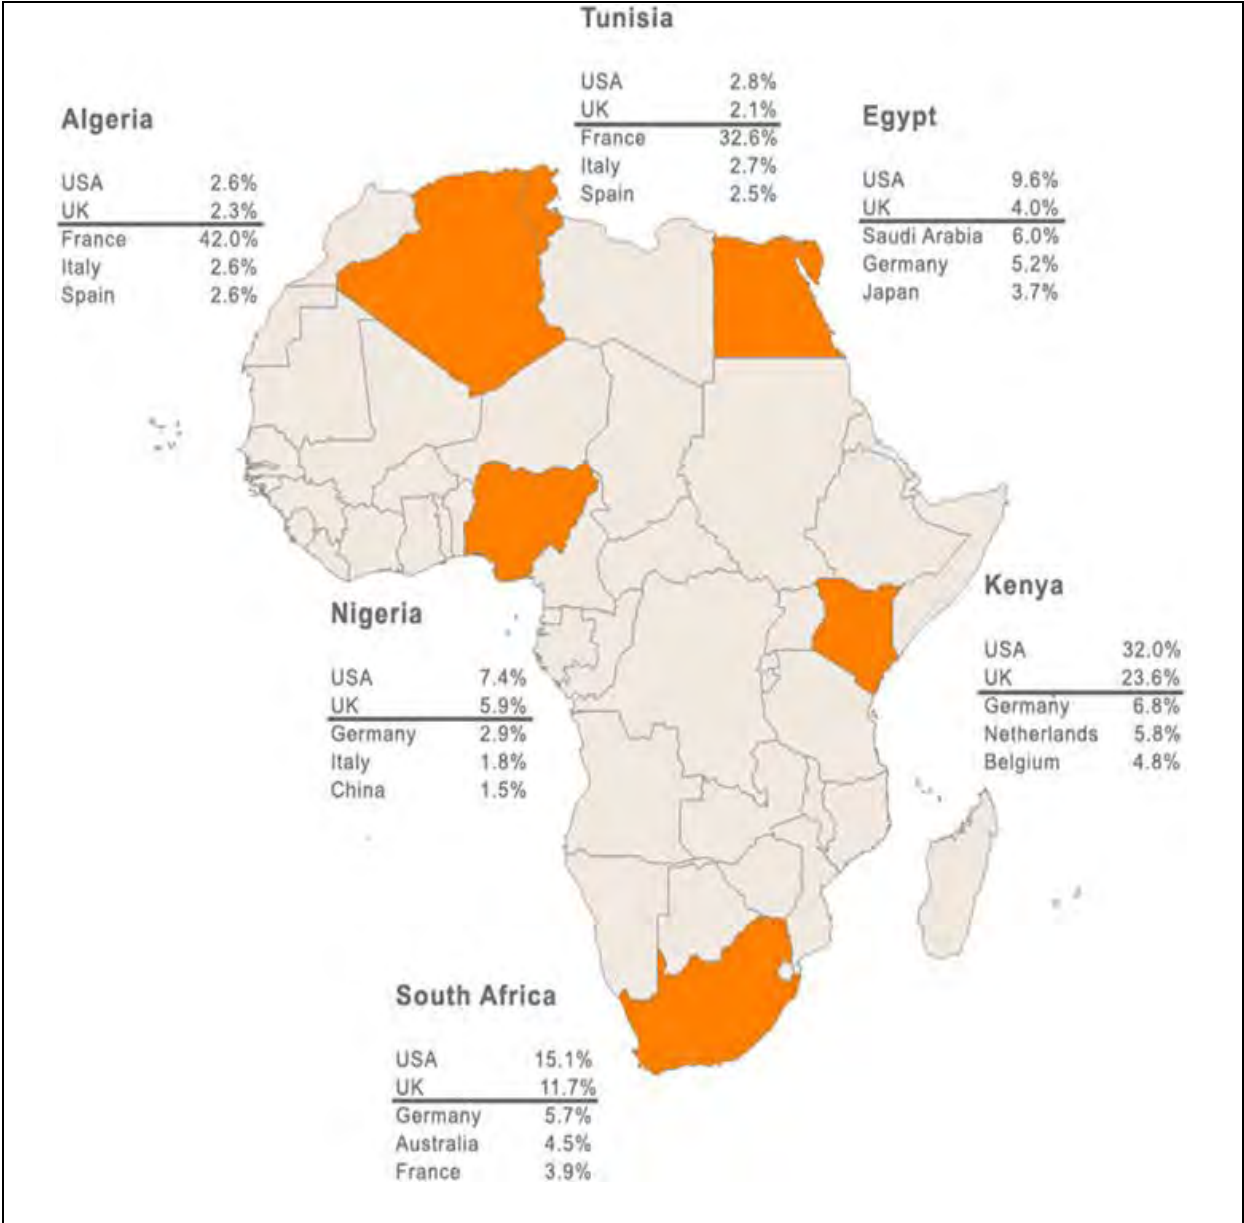 Tunisia
USA 2.8%
UK 2.1%
France 32.6%
Italy 2.7%
Spain 2.5%
Algeria
USA 2.6%
UK 2.3%
France 42.0%
Italy 2.6%
Spain 2.6%
Egypt
USA 9.6%
UK 4.0%
Saudi Arabia 6.0%
Germany 5.2%
Japan 3.7%
Nigeria
USA 7.4%
UK 5.9%
Germany 2.9%
Italy 1.8%
China 1.5%
Kenya
USA 32.0%
UK 23.6%
Germany 6.8%
Netherlands 5.8%
Belgium 4.8%
South Africa
USA 15.1%
UK 11.7%
Germany 5.7%
Australia 4.5%
France 3.9%